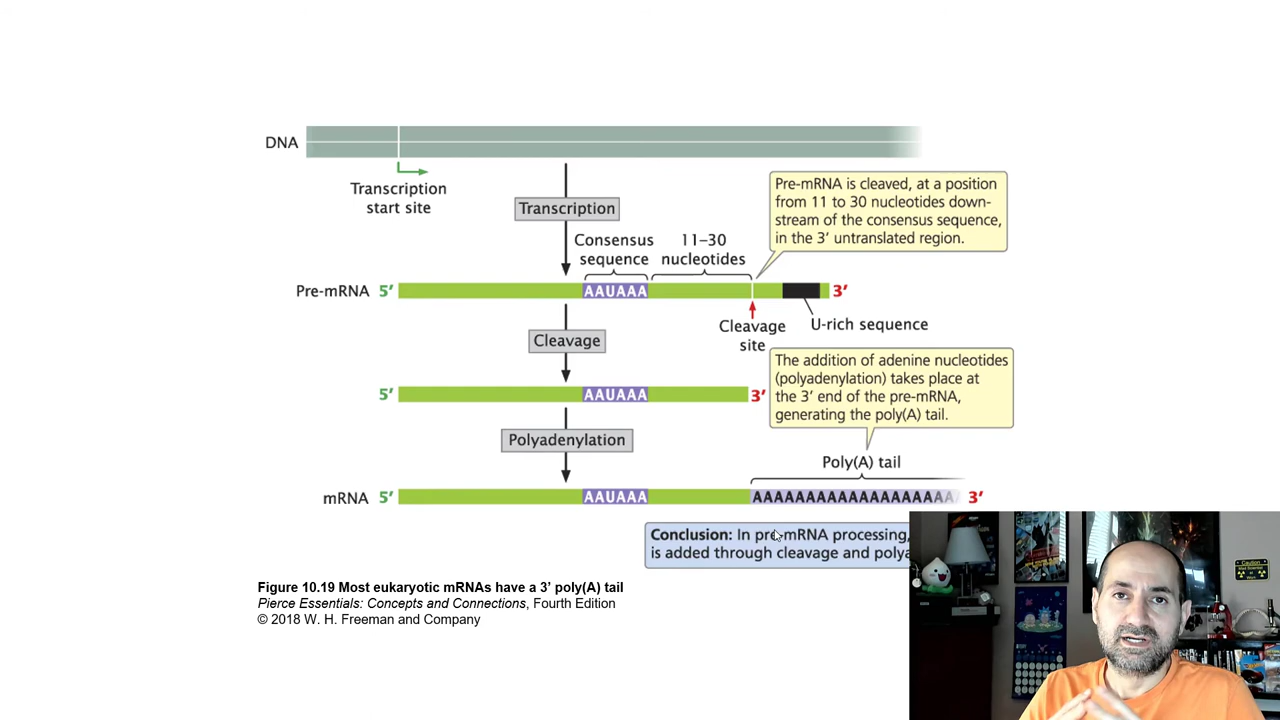 DNA
Transcription
start site
Transcription
Pre-mRNA is cleaved, at a position
from 11 to 30 nucleotides down-
stream of the consensus sequence,
in the 3’ untranslated region.
Consensus
sequence
11–30
nucleotides
Pre-mRNA 5’ AAUAAA 3’
Cleavage
site
U-rich sequence
Cleavage
The addition of adenine nucleotides
(polyadenylation) takes place at
the 3’ end of the pre-mRNA,
generating the poly(A) tail.
5’ AAUAAA 3’
Polyadenylation
Poly(A) tail
mRNA 5’ AAUAAA AAAAAAAAAAAAAAAAAAA 3’
Conclusion: In pre-mRNA processing,
is added through cleavage and polya
Figure 10.19 Most eukaryotic mRNAs have a 3’ poly(A) tail
Pierce Essentials: Concepts and Connections, Fourth Edition
© 2018 W. H. Freeman and Company
Caution